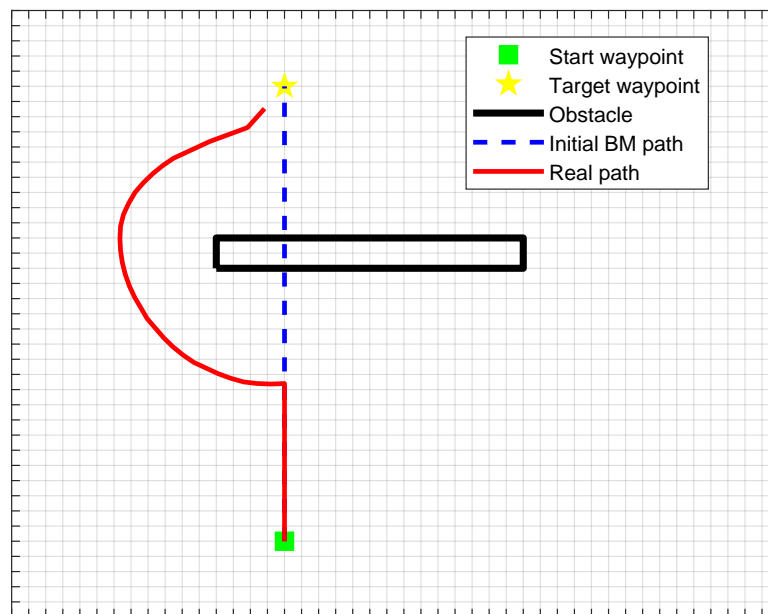 Start waypoint
Target waypoint
Obstacle
Initial BM path
Real path